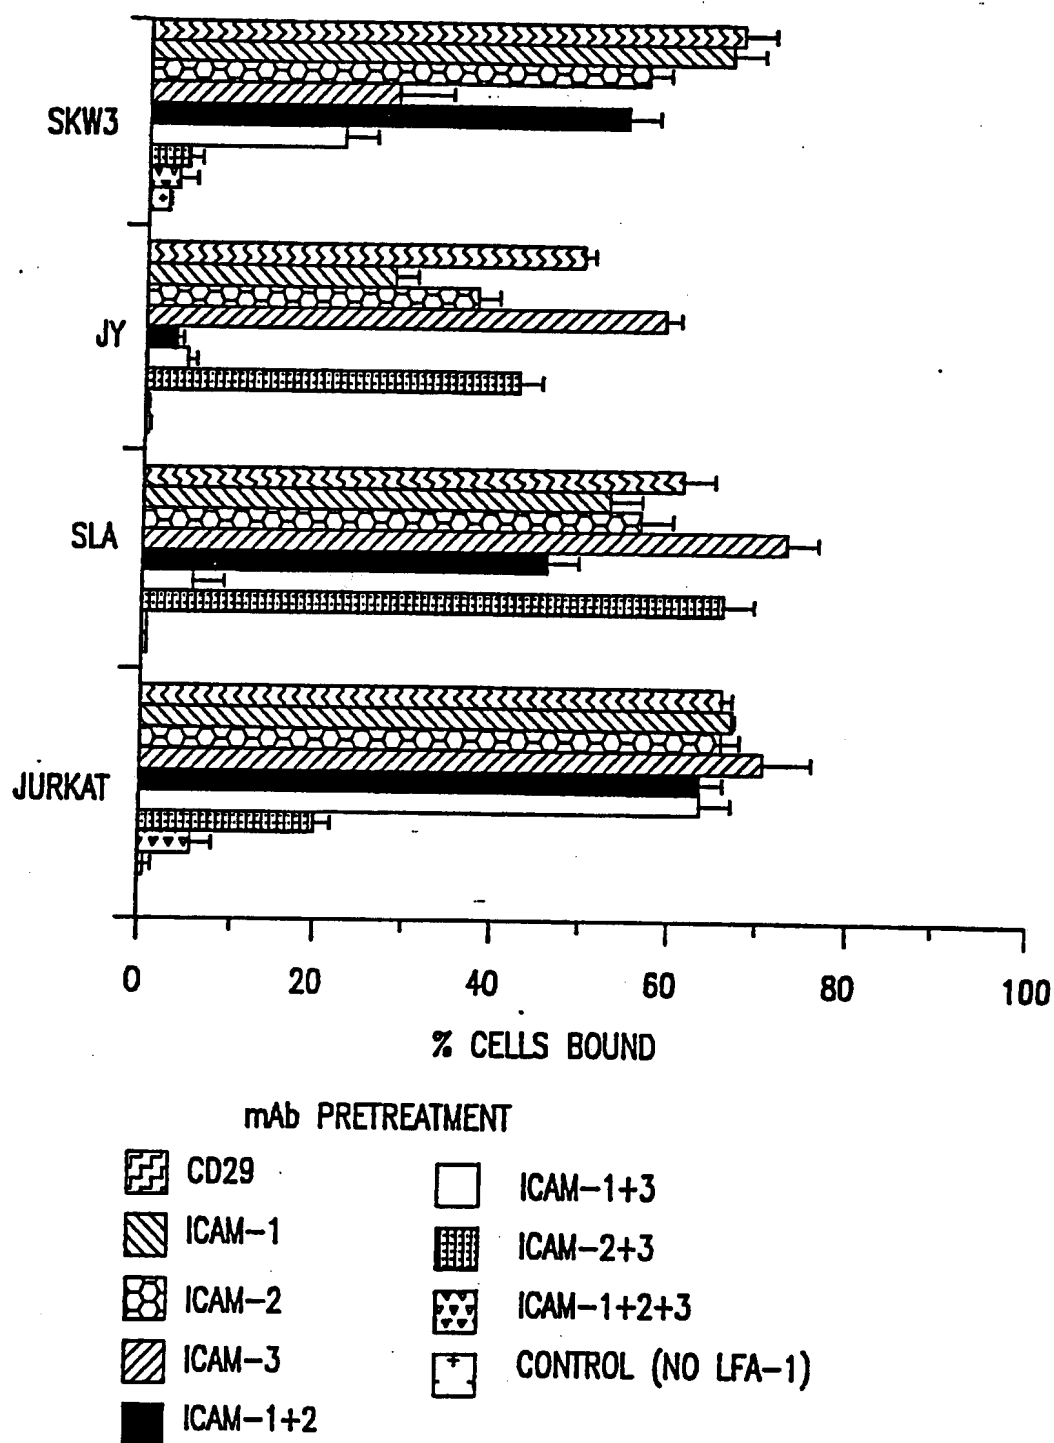 SKW3
JY
SLA
JURKAT
0 20 40 60 80 100
% CELLS BOUND
mAb PRETREATMENT
CD29
ICAM-1
ICAM-2
ICAM-3
ICAM-1+2
ICAM-1+3
ICAM-2+3
ICAM-1+2+3
CONTROL (NO LFA-1)